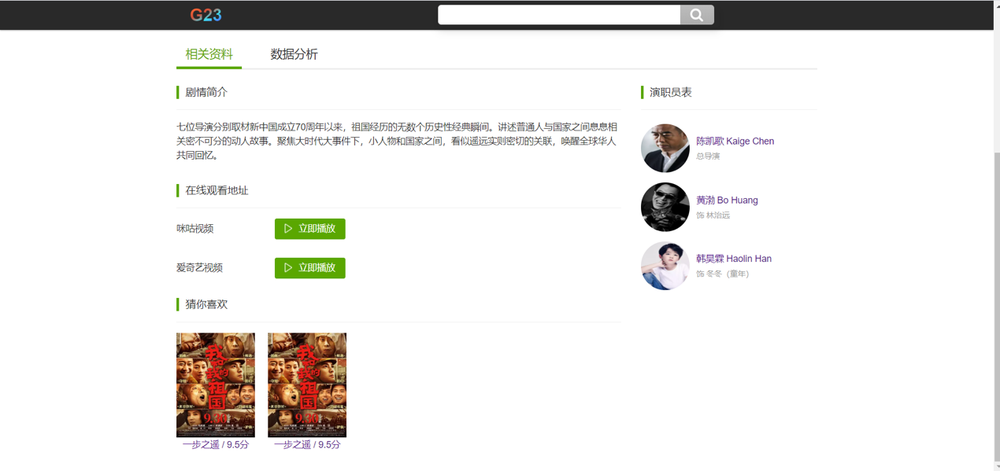 G23
相关资料 数据分析
剧情简介
七位导演分别取材新中国成立70周年以来，祖国经历的无数个历史性经典瞬间。讲述普通人与国家之间息息相
关密不可分的动人故事。聚焦大时代大事件下，小人物和国家之间，看似遥远实则密切的关联，唤醒全球华人
共同回忆。
在线观看地址
咪咕视频 立即播放
爱奇艺视频 立即播放
猜你喜欢
我和我的祖国
9.30
我和我的祖国
9.30
一步之遥 / 9.5分
一步之遥 / 9.5分
演职员表
陈凯歌 Kaige Chen
总导演
黄渤 Bo Huang
饰 林治远
韩昊霖 Haolin Han
饰 冬冬（童年）